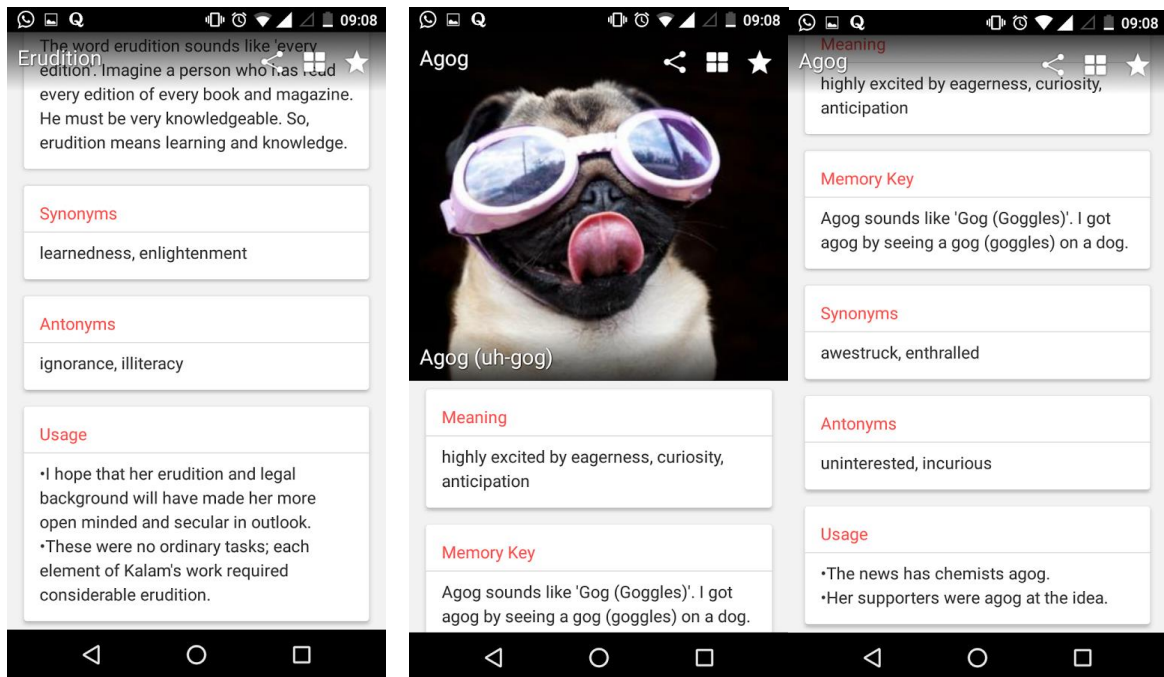 09:08
Erudition
The word erudition sounds like 'every
edition'. Imagine a person who has read
every edition of every book and magazine.
He must be very knowledgeable. So,
erudition means learning and knowledge.
Synonyms
learnedness, enlightenment
Antonyms
ignorance, illiteracy
Usage
•I hope that her erudition and legal
background will have made her more
open minded and secular in outlook.
•These were no ordinary tasks; each
element of Kalam's work required
considerable erudition.
09:08
Agog
Agog (uh-gog)
Meaning
highly excited by eagerness, curiosity,
anticipation
Memory Key
Agog sounds like 'Gog (Goggles)'. I got
agog by seeing a gog (goggles) on a dog.
09:08
Meaning
Agog
highly excited by eagerness, curiosity,
anticipation
Memory Key
Agog sounds like 'Gog (Goggles)'. I got
agog by seeing a gog (goggles) on a dog.
Synonyms
awestruck, enthralled
Antonyms
uninterested, incurious
Usage
•The news has chemists agog.
•Her supporters were agog at the idea.